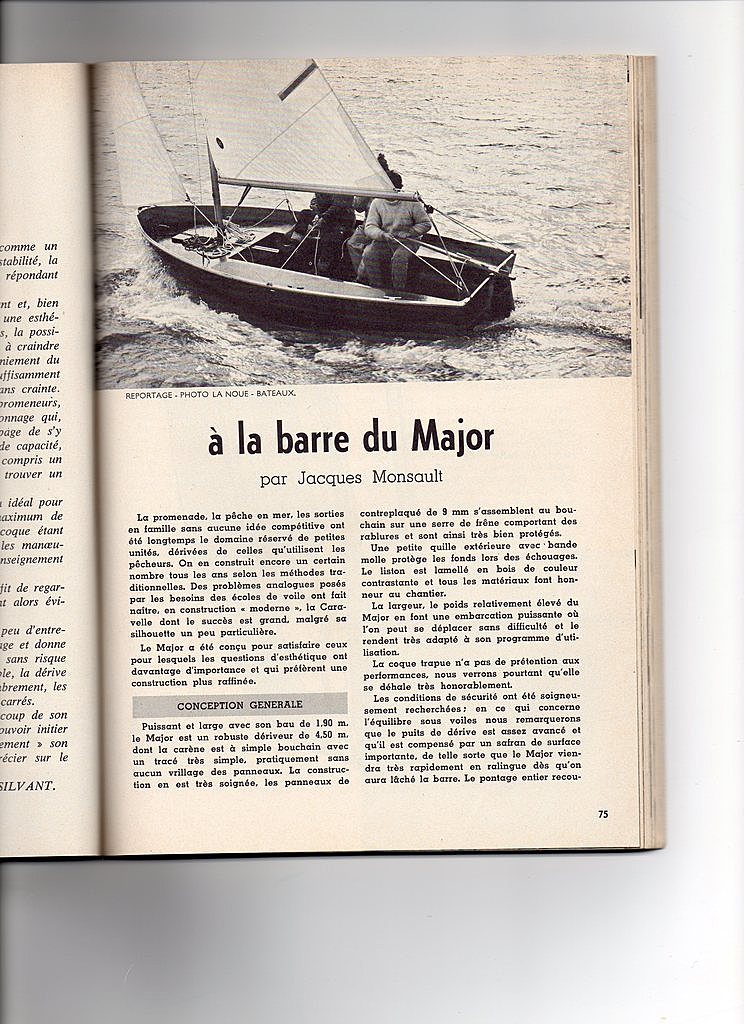 comme un
stabilité, la
répondant
nt et, bien
une esthé-
s, la possi-
à craindre
niement du
uffisamment
ans crainte.
promeneurs,
onnage qui,
page de s'y
de capacité,
compris un
trouver un
idéal pour
maximum de
coque étant
les manœu-
nseignement
fit de regar-
nt alors évi-
peu d'entre-
ge et donne
sans risque
ple, la dérive
mbrement, les
carrés.
coup de son
ouvoir initier
ement » son
récier sur le
SILVANT.
REPORTAGE - PHOTO LA NOUE - BATEAUX.
à la barre du Major
par Jacques Monsault
La promenade, la pêche en mer, les sorties
en famille sans aucune idée compétitive ont
été longtemps le domaine réservé de petites
unités, dérivées de celles qu'utilisent les
pêcheurs. On en construit encore un certain
nombre tous les ans selon les méthodes tra-
ditionnelles. Des problèmes analogues posés
par les besoins des écoles de voile ont fait
naître, en construction « moderne », la Cara-
velle dont le succès est grand, malgré sa
silhouette un peu particulière.
Le Major a été conçu pour satisfaire ceux
pour lesquels les questions d'esthétique ont
davantage d'importance et qui préfèrent une
construction plus raffinée.
CONCEPTION GENERALE
Puissant et large avec son bau de 1,90 m,
le Major est un robuste dériveur de 4,50 m,
dont la carène est à simple bouchain avec
un tracé très simple, pratiquement sans
aucun vrillage des panneaux. La construc-
tion en est très soignée, les panneaux de
contreplaqué de 9 mm s'assemblent au bou-
chain sur une serre de frêne comportant des
rablures et sont ainsi très bien protégés.
Une petite quille extérieure avec bande
molle protège les fonds lors des échouages.
Le liston est lamellé en bois de couleur
contrastante et tous les matériaux font hon-
neur au chantier.
La largeur, le poids relativement élevé du
Major en font une embarcation puissante où
l'on peut se déplacer sans difficulté et le
rendent très adapté à son programme d'uti-
lisation.
La coque trapue n'a pas de prétention aux
performances, nous verrons pourtant qu'elle
se déhale très honorablement.
Les conditions de sécurité ont été soigneu-
sement recherchées ; en ce qui concerne
l'équilibre sous voiles nous remarquerons
que le puits de dérive est assez avancé et
qu'il est compensé par un safran de surface
importante, de telle sorte que le Major vien-
dra très rapidement en ralingue dès qu'on
aura lâché la barre. Le pontage entier recou-
75